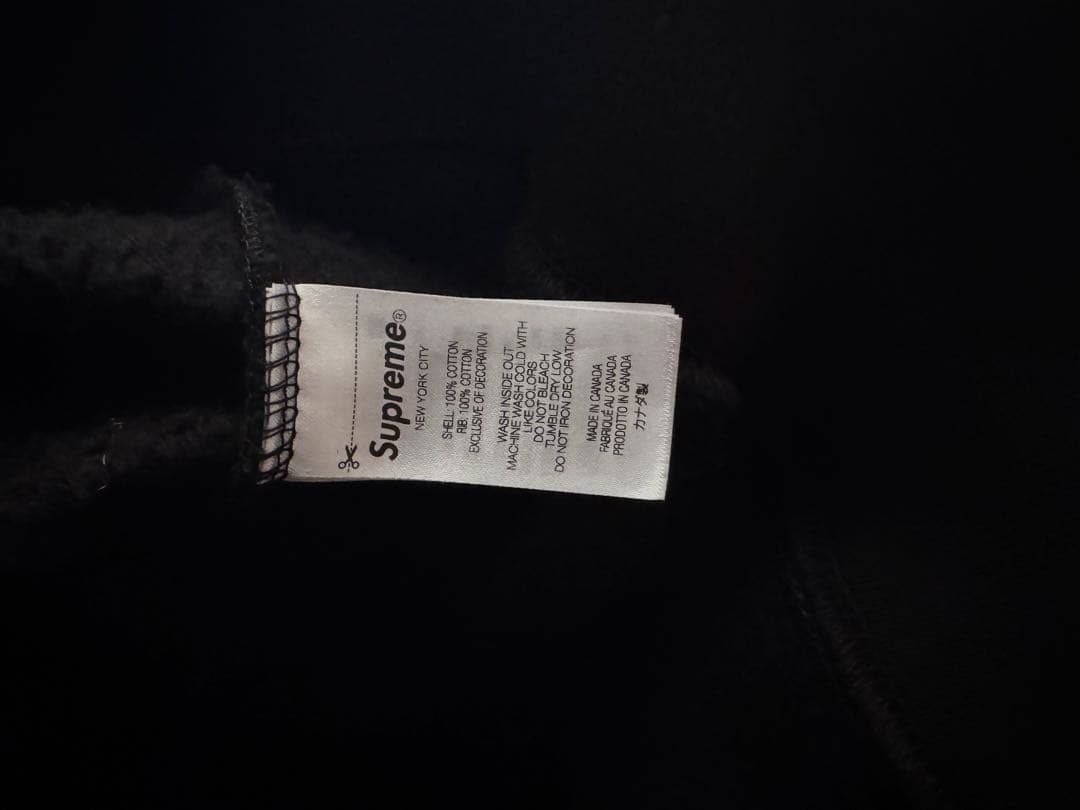 Supreme®
NEW YORK CITY
SHELL: 100% COTTON
RIB: 100% COTTON
EXCLUSIVE OF DECORATION
WASH INSIDE OUT
MACHINE WASH COLD WITH
LIKE COLORS
DO NOT BLEACH
TUMBLE DRY LOW
DO NOT IRON DECORATION
MADE IN CANADA
FABRIQUÉ AU CANADA
PRODOTTO IN CANADA
カナダ製